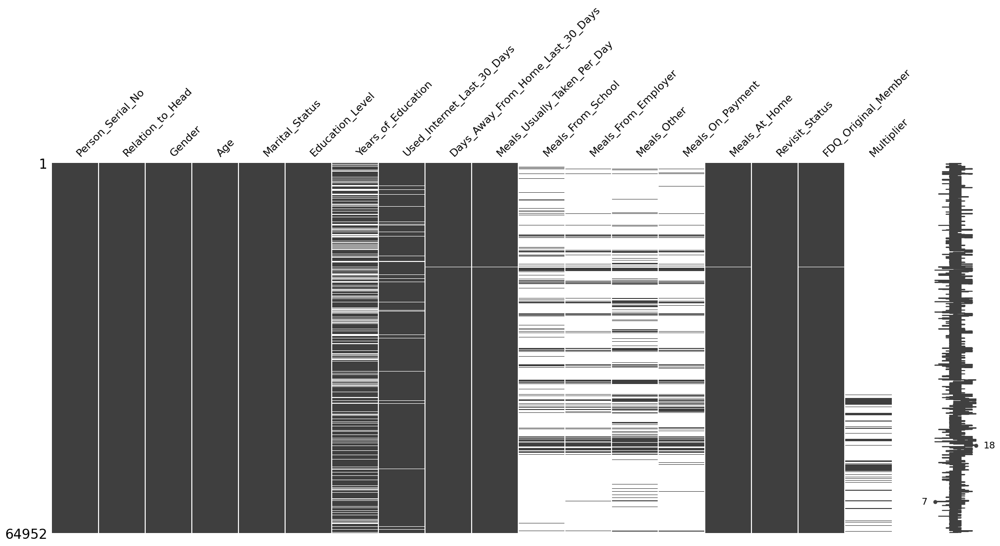 Person_Serial_No
Relation_to_Head
Gender
Age
Marital_Status
Education_Level
Years_of_Education
Used_Internet_Last_30_Days
Days_Away_From_Home_Last_30_Days
Meals_Usually_Taken_Per_Day
Meals_From_School
Meals_From_Employer
Meals_Other
Meals_On_Payment
Meals_At_Home
Revisit_Status
FDQ_Original_Member
Multiplier
1
18
7
64952